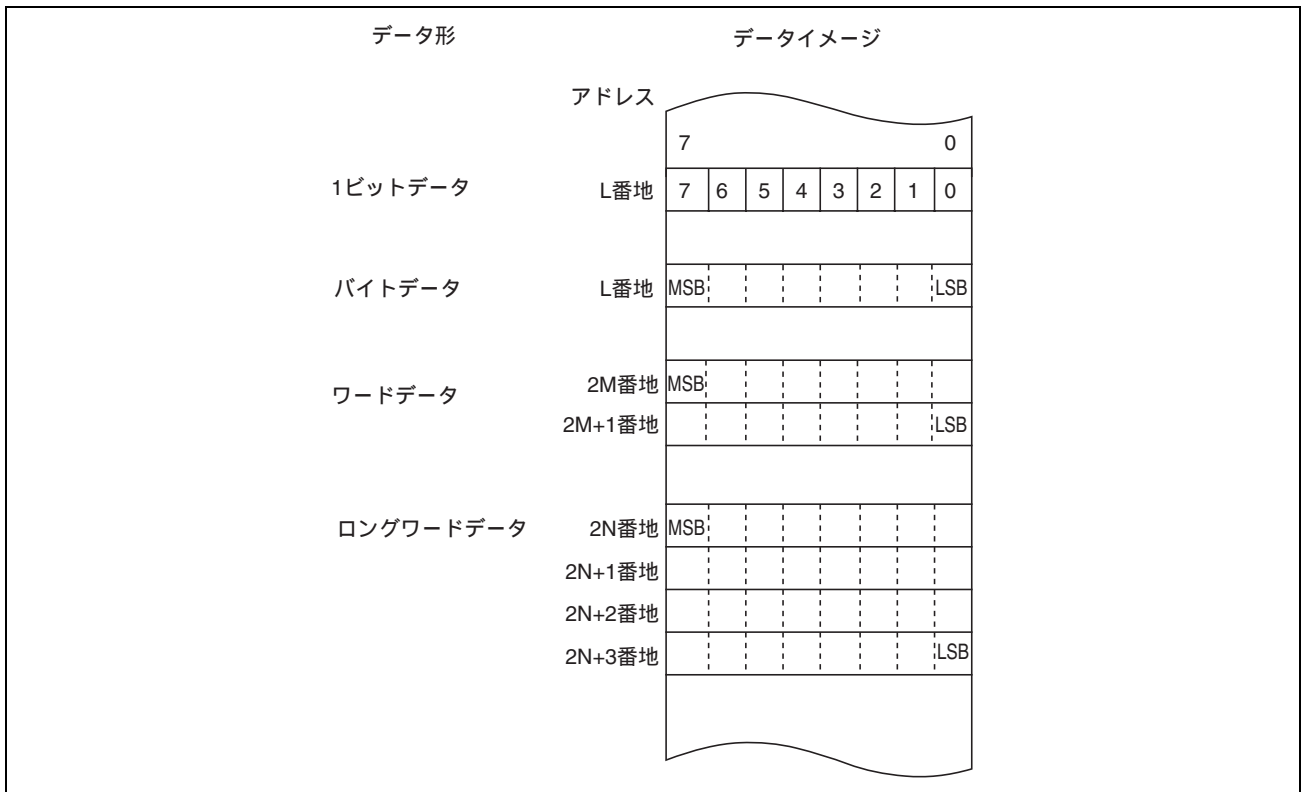 データ形 データイメージ
アドレス
7 0
1ビットデータ L番地 7 6 5 4 3 2 1 0
バイトデータ L番地 MSB LSB
ワードデータ 2M番地 MSB
2M+1番地 LSB
ロングワードデータ 2N番地 MSB
2N+1番地
2N+2番地
2N+3番地 LSB